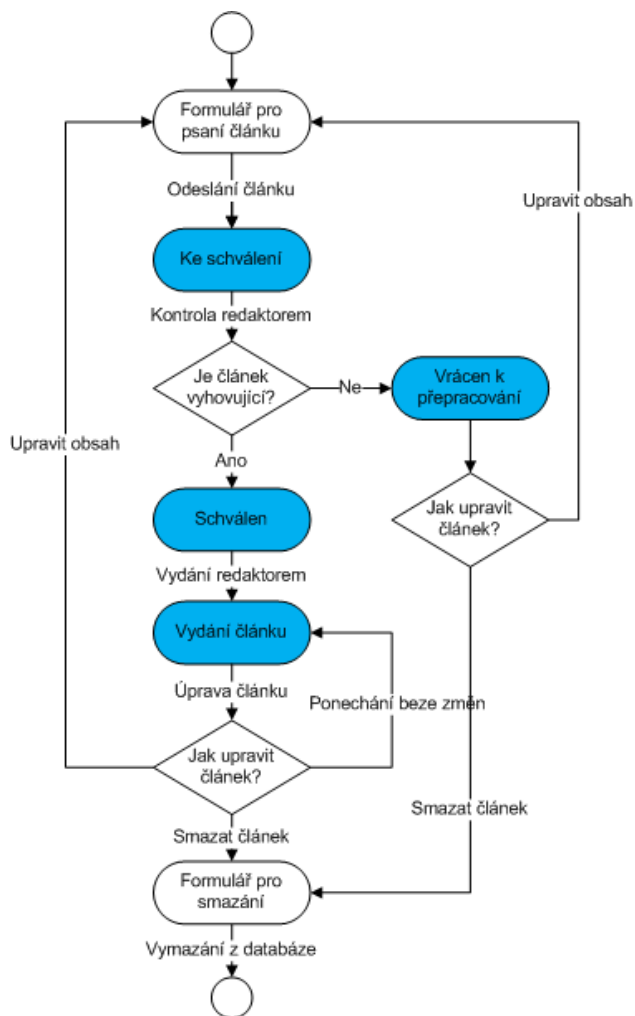 Formulář pro
psaní článku
Odeslání článku
Upravit obsah
Ke schválení
Kontrola redaktorem
Je článek
vyhovující?
Ne
Vrácen k
přepracování
Upravit obsah
Ano
Jak upravit
článek?
Schválen
Vydání redaktorem
Vydání článku
Úprava článku
Ponechání beze změn
Jak upravit
článek?
Smazat článek
Smazat článek
Formulář pro
smazání
Vymazání z databáze